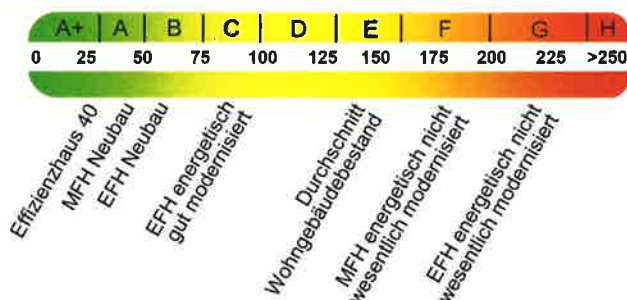 A+ A B C D E F G H
0 25 50 75 100 125 150 175 200 225 >250
Effizienzhaus 40
MFH Neubau
EFH Neubau
EFH energetisch
gut modernisiert
Durchschnitt
Wohngebäudebestand
MFH energetisch nicht
wesentlich modernisiert
EFH energetisch nicht
wesentlich modernisiert